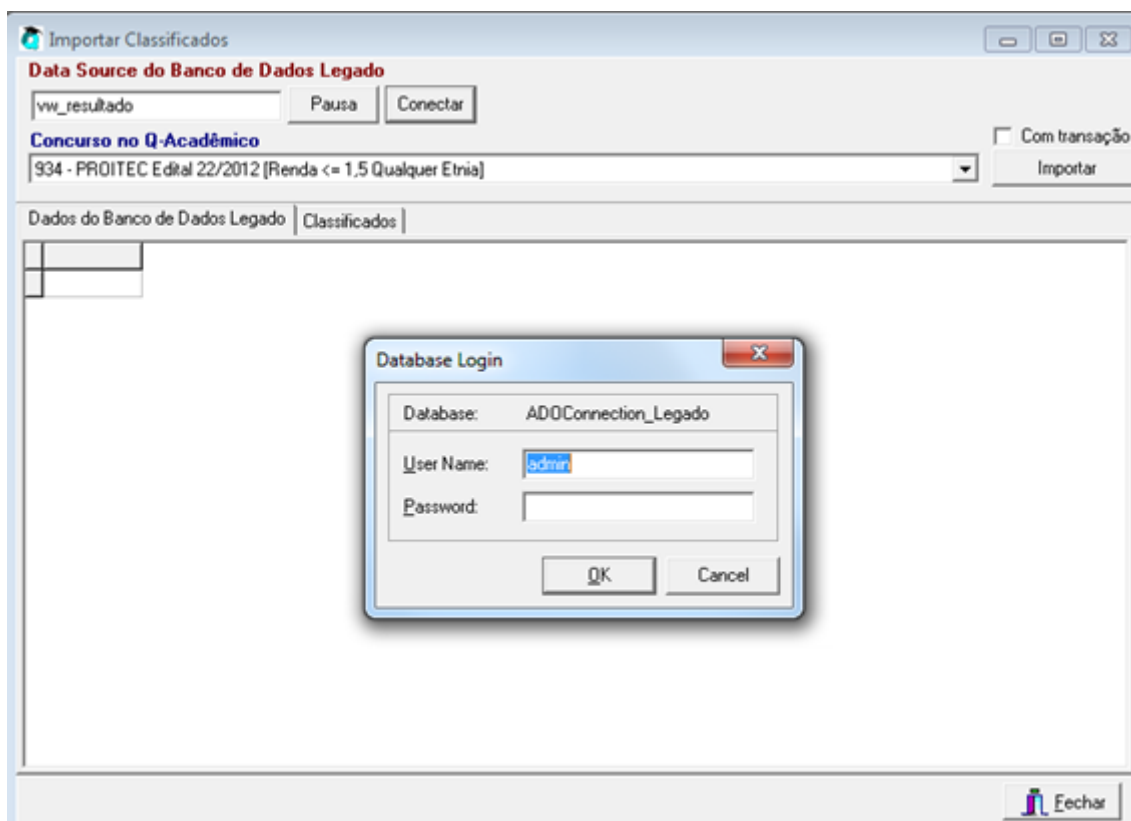 Importar Classificados
Data Source do Banco de Dados Legado
vw_resultado Pausa Conectar
Concurso no Q-Acadêmico
Com transação
934 - PROITEC Edital 22/2012 [Renda <= 1,5 Qualquer Etnia]
Importar
Dados do Banco de Dados Legado Classificados
Database Login
Database: ADOConnection_Legado
User Name: admin
Password:
OK Cancel
Fechar